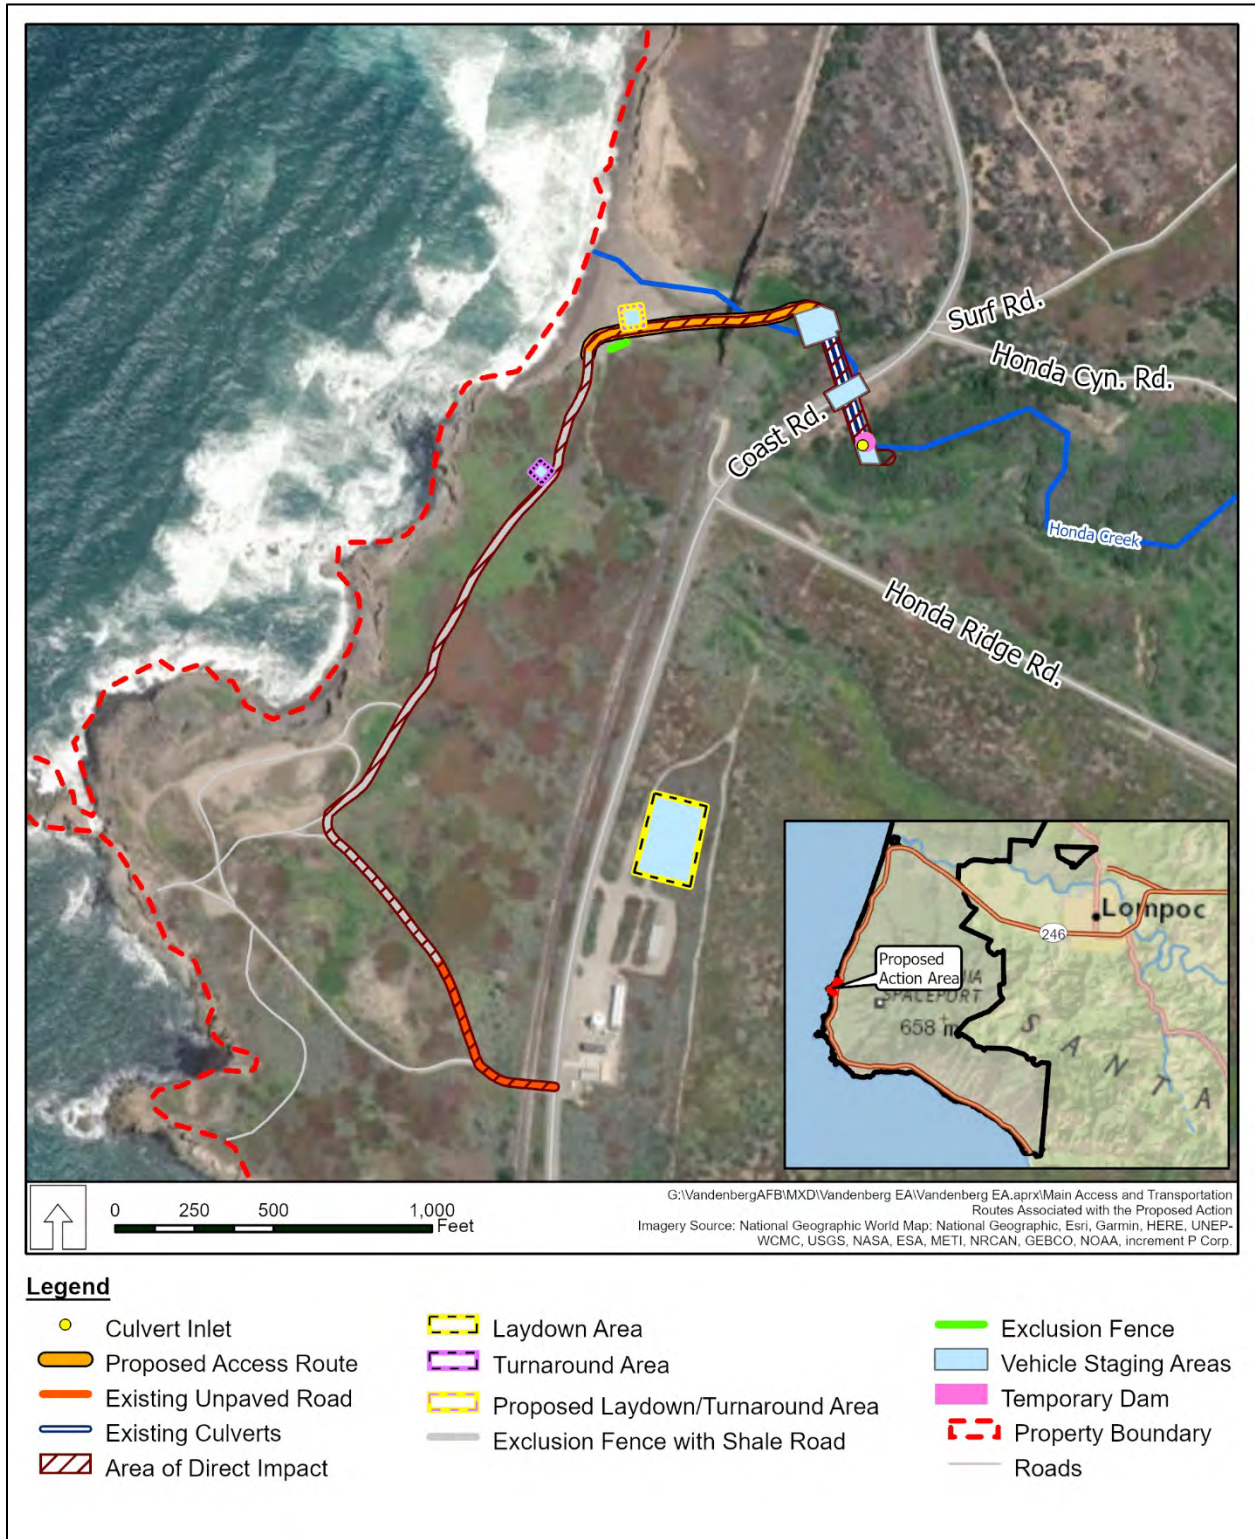 Surf Rd.
Honda Cyn. Rd.
Coast Rd.
Honda Creek
Honda Ridge Rd.
Lompoc
246
Proposed
Action Area
SPACEPORT
658 m
SANTA
0 250 500 1,000
Feet
G:\VandenbergAFB\MXD\Vandenberg EA\Vandenberg EA.aprx\Main Access and Transportation
Routes Associated with the Proposed Action
Imagery Source: National Geographic World Map: National Geographic, Esri, Garmin, HERE, UNEP-
WCMC, USGS, NASA, ESA, METI, NRCAN, GEBCO, NOAA, increment P Corp.
Legend
Culvert Inlet
Proposed Access Route
Existing Unpaved Road
Existing Culverts
Area of Direct Impact
Laydown Area
Turnaround Area
Proposed Laydown/Turnaround Area
Exclusion Fence with Shale Road
Exclusion Fence
Vehicle Staging Areas
Temporary Dam
Property Boundary
Roads